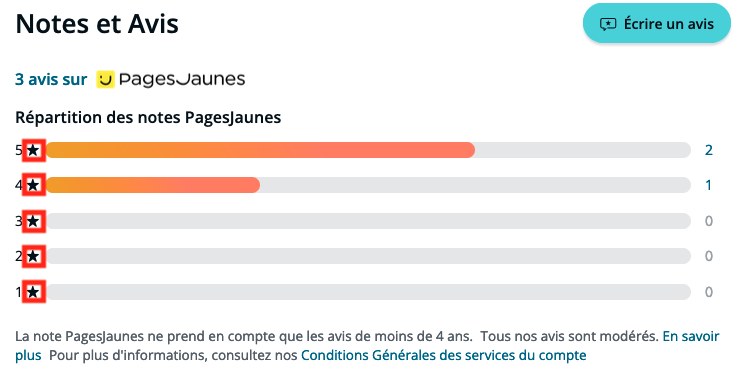 Notes et Avis
Écrire un avis
3 avis sur PagesJaunes
Répartition des notes PagesJaunes
5 ★ 2
4 ★ 1
3 ★ 0
2 ★ 0
1 ★ 0
La note PagesJaunes ne prend en compte que les avis de moins de 4 ans. Tous nos avis sont modérés. En savoir
plus Pour plus d'informations, consultez nos Conditions Générales des services du compte